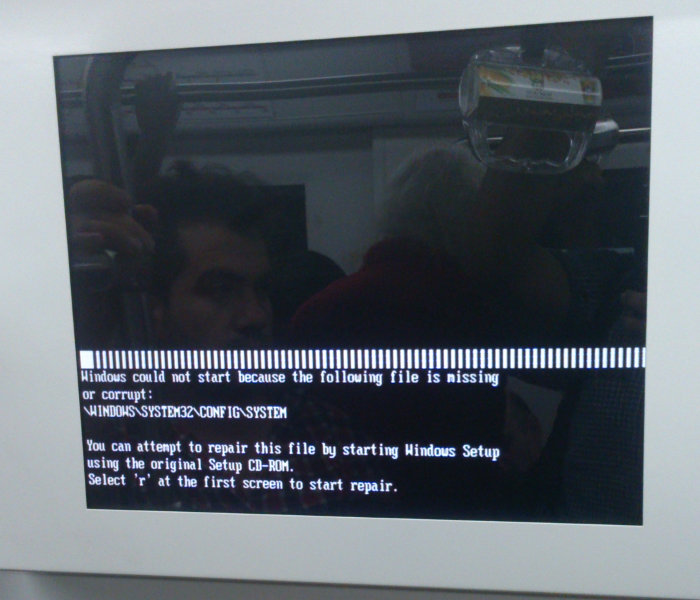 Windows could not start because the following file is missing
or corrupt:
\WINDOWS\SYSTEM32\CONFIG\SYSTEM
You can attempt to repair this file by starting Windows Setup
using the original Setup CD-ROM.
Select 'r' at the first screen to start repair.